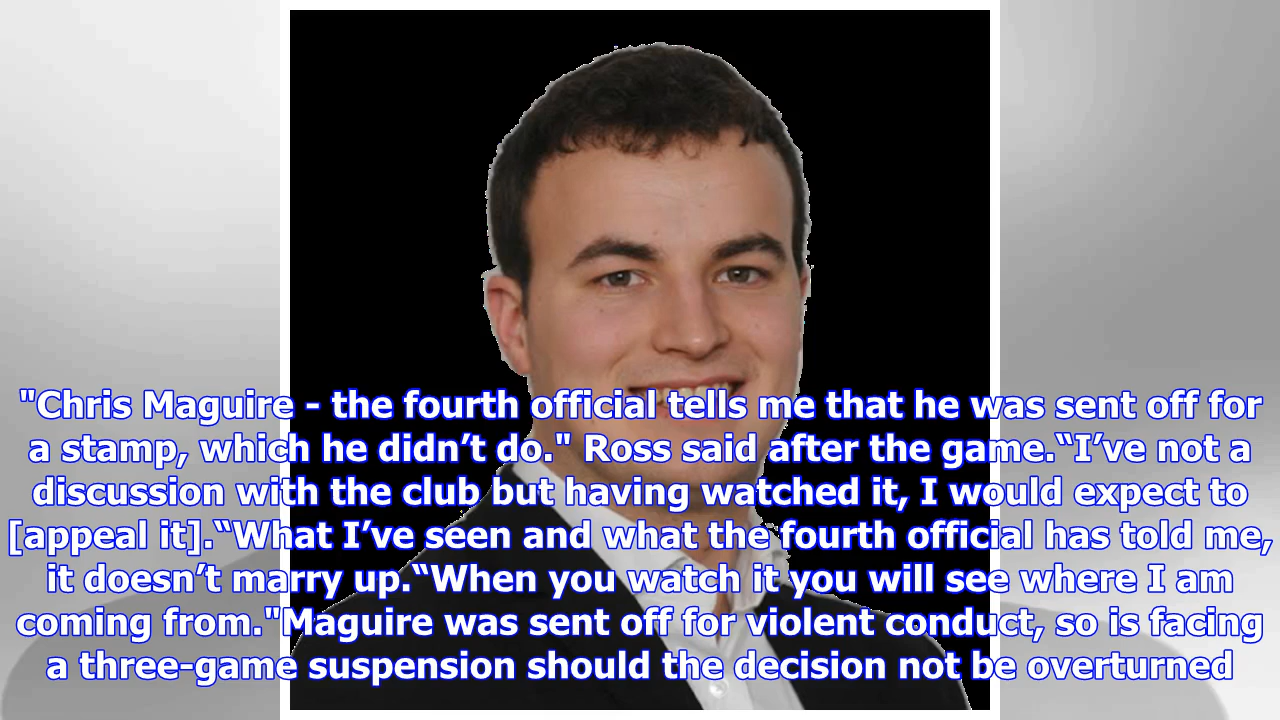 "Chris Maguire - the fourth official tells me that he was sent off for
a stamp, which he didn’t do." Ross said after the game.“I’ve not a
discussion with the club but having watched it, I would expect to
[appeal it].“What I’ve seen and what the fourth official has told me,
it doesn’t marry up.“When you watch it you will see where I am
coming from."Maguire was sent off for violent conduct, so is facing
a three-game suspension should the decision not be overturned